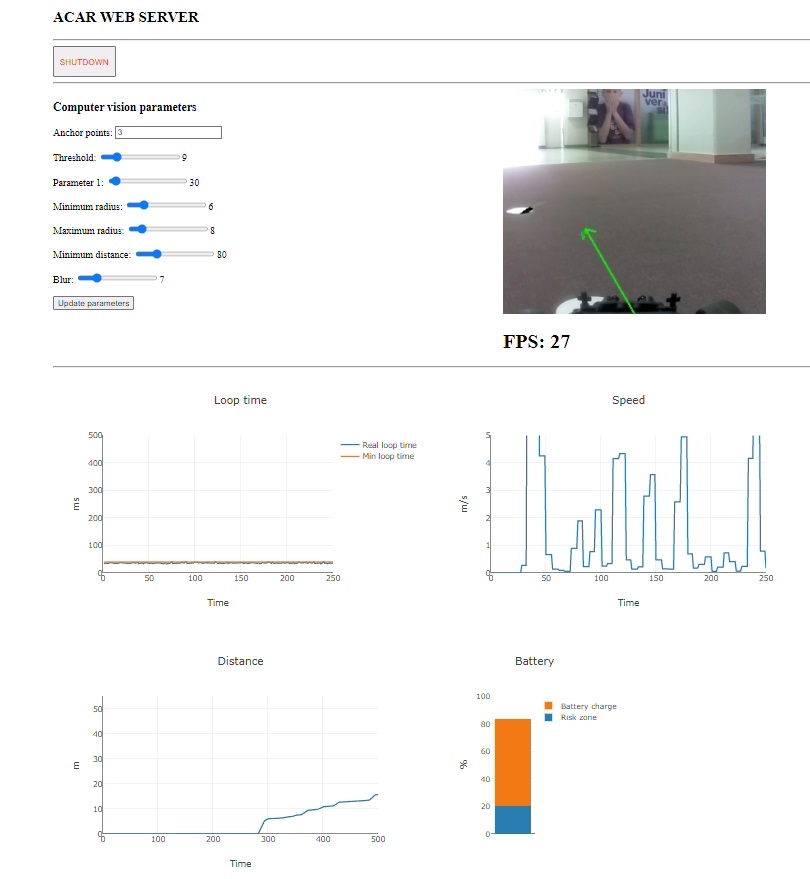 ACAR WEB SERVER
SHUTDOWN
Computer vision parameters
Anchor points: 3
Threshold: 9
Parameter 1: 30
Minimum radius: 6
Maximum radius: 8
Minimum distance: 80
Blur: 7
Update parameters
Juni
ver
si
FPS: 27
Loop time
500
400
300
200
100
0
ms
0 50 100 150 200 250
Time
Real loop time
Min loop time
Speed
5
4
3
2
1
0
m/s
0 50 100 150 200 250
Time
Distance
50
40
30
20
10
0
m
0 100 200 300 400 500
Time
Battery
100
80
60
40
20
0
%
Battery charge
Risk zone